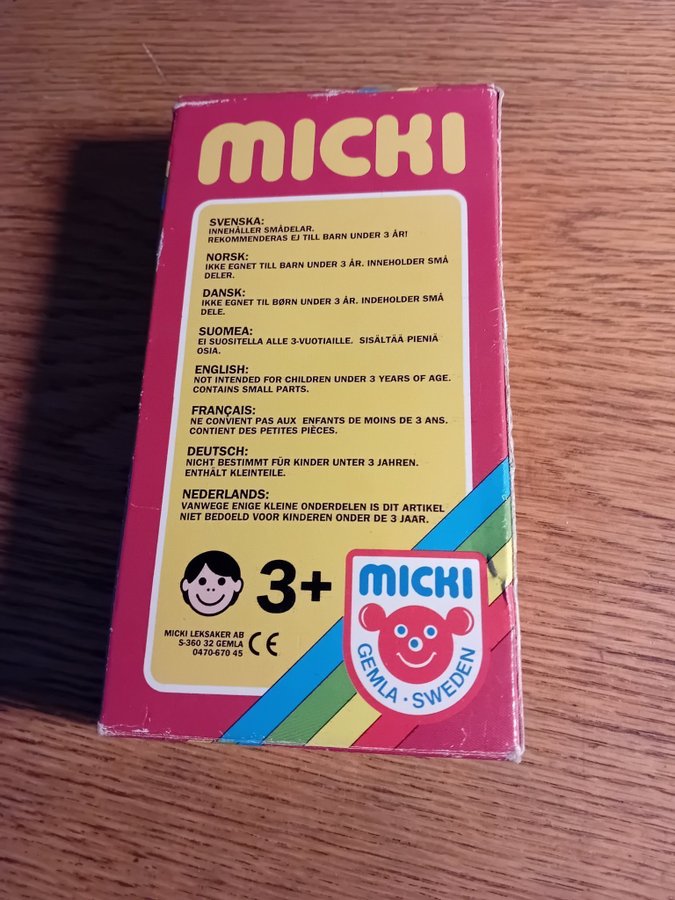 MICKI
SVENSKA:
INNEHÅLLER SMÅDELAR.
REKOMMENDERAS EJ TILL BARN UNDER 3 ÅR!
NORSK:
IKKE EGNET TILL BARN UNDER 3 ÅR. INNEHOLDER SMÅ
DELER.
DANSK:
IKKE EGNET TIL BØRN UNDER 3 ÅR. INDEHOLDER SMÅ
DELE.
SUOMEA:
EI SUOSITELLA ALLE 3-VUOTIAILLE. SISÄLTÄÄ PIENIÄ
OSIA.
ENGLISH:
NOT INTENDED FOR CHILDREN UNDER 3 YEARS OF AGE.
CONTAINS SMALL PARTS.
FRANÇAIS:
NE CONVIENT PAS AUX ENFANTS DE MOINS DE 3 ANS.
CONTIENT DES PETITES PIÈCES.
DEUTSCH:
NICHT BESTIMMT FÜR KINDER UNTER 3 JAHREN.
ENTHÄLT KLEINTEILE.
NEDERLANDS:
VANWEGE ENIGE KLEINE ONDERDELEN IS DIT ARTIKEL
NIET BEDOELD VOOR KINDEREN ONDER DE 3 JAAR.
3+
MICKI LEKSAKER AB
S-360 32 GEMLA
0470-670 45
CE
MICKI
GEMLA · SWEDEN